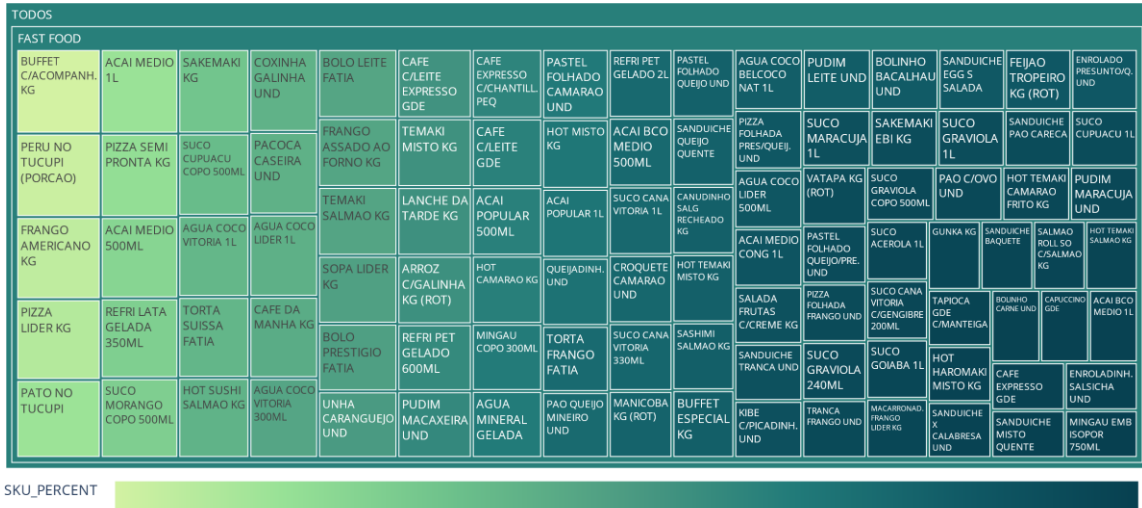 TODOS
FAST FOOD
BUFFET
C/ACOMPANH.
KG
PERU NO
TUCUPI
(PORCAO)
FRANGO
AMERICANO
KG
PIZZA
LIDER KG
PATO NO
TUCUPI
ACAI MEDIO
1L
PIZZA SEMI
PRONTA KG
ACAI MEDIO
500ML
REFRI LATA
GELADA
350ML
SUCO
MORANGO
COPO 500ML
SAKEMAKI
KG
SUCO
CUPUACU
COPO 500ML
AGUA COCO
VITORIA 1L
TORTA
SUISSA
FATIA
HOT SUSHI
SALMAO KG
COXINHA
GALINHA
UND
PACOCA
CASEIRA
UND
AGUA COCO
LIDER 1L
CAFE DA
MANHA KG
AGUA COCO
VITORIA
300ML
BOLO LEITE
FATIA
FRANGO
ASSADO AO
FORNO KG
TEMAKI
SALMAO KG
SOPA LIDER
KG
BOLO
PRESTIGIO
FATIA
UNHA
CARANGUEJO
UND
CAFE
C/LEITE
EXPRESSO
GDE
TEMAKI
MISTO KG
LANCHE DA
TARDE KG
ARROZ
C/GALINHA
KG (ROT)
REFRI PET
GELADO
600ML
PUDIM
MACAXEIRA
UND
CAFE
EXPRESSO
C/CHANTILL.
PEQ
CAFE
C/LEITE
GDE
ACAI
POPULAR
500ML
HOT
CAMARAO KG
MINGAU
COPO 300ML
AGUA
MINERAL
GELADA
PASTEL
FOLHADO
CAMARAO
UND
HOT MISTO
KG
ACAI
POPULAR 1L
QUEIJADINH.
UND
TORTA
FRANGO
FATIA
PAO QUEIJO
MINEIRO
UND
REFRI PET
GELADO 2L
ACAI BCO
MEDIO
500ML
SUCO CANA
VITORIA 1L
CROQUETE
CAMARAO
UND
SUCO CANA
VITORIA
330ML
MANICOBA
KG (ROT)
PASTEL
FOLHADO
QUEIJO UND
SANDUICHE
QUEIJO
QUENTE
CANUDINHO
SALG
RECHEADO
KG
HOT TEMAKI
MISTO KG
SASHIMI
SALMAO KG
BUFFET
ESPECIAL
KG
AGUA COCO
BELCOCO
NAT 1L
PIZZA
FOLHADA
PRES/QUEIJ.
UND
AGUA COCO
LIDER
500ML
ACAI MEDIO
CONG 1L
SALADA
FRUTAS
C/CREME KG
SANDUICHE
TRANCA UND
KIBE
C/PICADINH.
UND
PUDIM
LEITE UND
SUCO
MARACUJA
1L
VATAPA KG
(ROT)
PASTEL
FOLHADO
QUEIJO/PRE.
UND
PIZZA
FOLHADA
FRANGO UND
SUCO
GRAVIOLA
240ML
TRANCA
FRANGO UND
BOLINHO
BACALHAU
UND
SAKEMAKI
EBI KG
SUCO
GRAVIOLA
COPO 500ML
SUCO
ACEROLA 1L
SUCO CANA
VITORIA
C/GENGIBRE
200ML
SUCO
GOIABA 1L
MACARRONAD.
FRANGO
LIDER KG
SANDUICHE
EGG S
SALADA
SUCO
GRAVIOLA
1L
PAO C/OVO
UND
GUNKA KG
TAPIOCA
GDE
C/MANTEIGA
HOT
HAROMAKI
MISTO KG
SANDUICHE
X
CALABRESA
UND
FEIJAO
TROPEIRO
KG (ROT)
SANDUICHE
PAO CARECA
HOT TEMAKI
CAMARAO
FRITO KG
SANDUICHE
BAQUETE
SALMAO
ROLL SO
C/SALMAO
KG
BOLINHO
CARNE UND
CAPUCCINO
GDE
CAFE
EXPRESSO
GDE
SANDUICHE
MISTO
QUENTE
ENROLADO
PRESUNTO/Q.
UND
SUCO
CUPUACU 1L
PUDIM
MARACUJA
UND
HOT TEMAKI
SALMAO KG
ACAI BCO
MEDIO 1L
ENROLADINH.
SALSICHA
UND
MINGAU EMB
ISOPOR
750ML
SKU_PERCENT